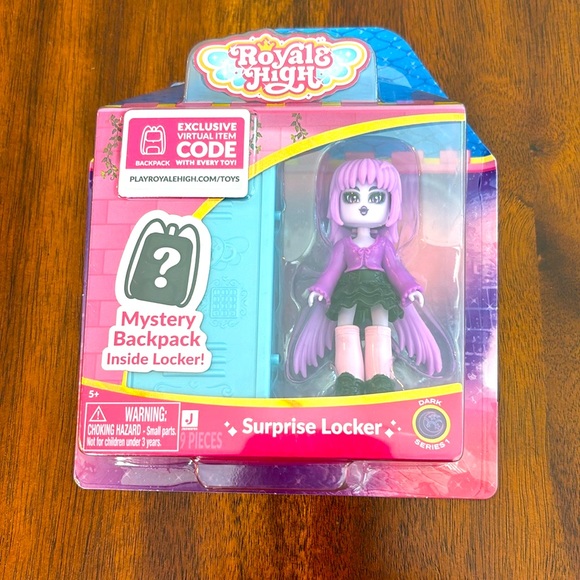 Royale
High
EXCLUSIVE
VIRTUAL ITEM
CODE
WITH EVERY TOY!
BACKPACK
PLAYROYALEHIGH.COM/TOYS
?
Mystery
Backpack
Inside Locker!
5+
WARNING:
CHOKING HAZARD - Small parts.
Not for children under 3 years.
9 PIECES
Surprise Locker
DARK
SERIES 1